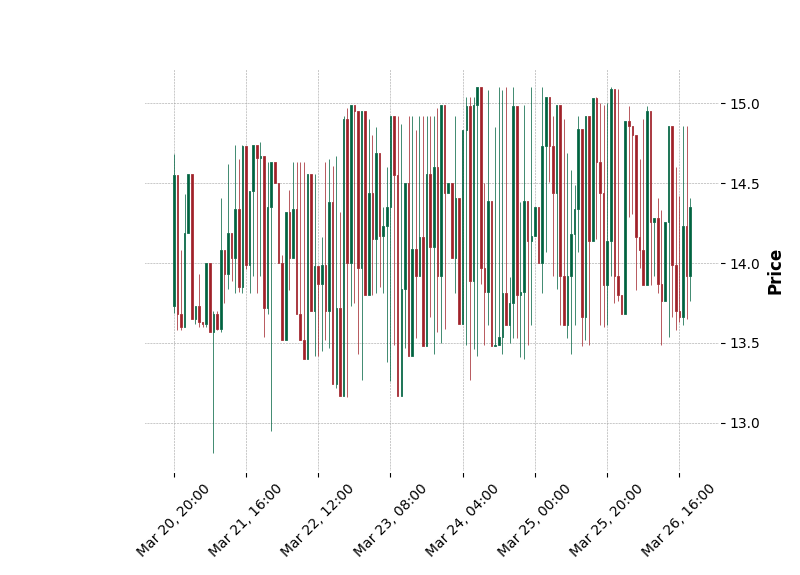 15.0
14.5
14.0
13.5
13.0
Price
Mar 20, 20:00
Mar 21, 16:00
Mar 22, 12:00
Mar 23, 08:00
Mar 24, 04:00
Mar 25, 00:00
Mar 25, 20:00
Mar 26, 16:00